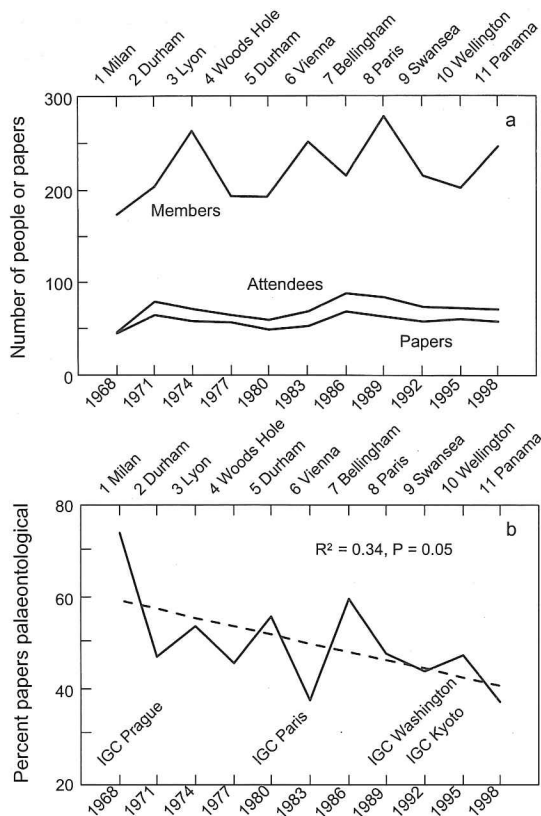 1 Milan
2 Durham
3 Lyon
4 Woods Hole
5 Durham
6 Vienna
7 Bellingham
8 Paris
9 Swansea
10 Wellington
11 Panama
a
Number of people or papers
300
200
100
0
Members
Attendees
Papers
1968
1971
1974
1977
1980
1983
1986
1989
1992
1995
1998
1 Milan
2 Durham
3 Lyon
4 Woods Hole
5 Durham
6 Vienna
7 Bellingham
8 Paris
9 Swansea
10 Wellington
11 Panama
b
Percent papers palaeontological
80
60
40
20
R² = 0.34, P = 0.05
IGC Prague
IGC Paris
IGC Washington
IGC Kyoto
1968
1971
1974
1977
1980
1983
1986
1989
1992
1995
1998